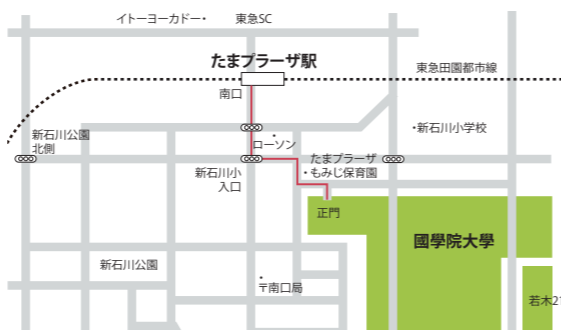 イトーヨーカドー・
東急SC
たまプラーザ駅
東急田園都市線
南口
・新石川小学校
新石川公園
北側
ローソン
たまプラーザ
・もみじ保育園
新石川小
入口
正門
國學院大學
新石川公園
〒南口局
若木21